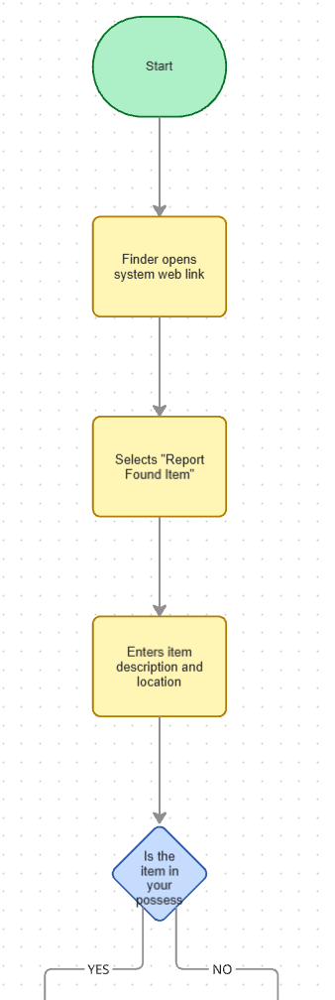 Start
Finder opens
system web link
Selects "Report
Found Item"
Enters item
description and
location
Is the
item in
your
possess
YES
NO